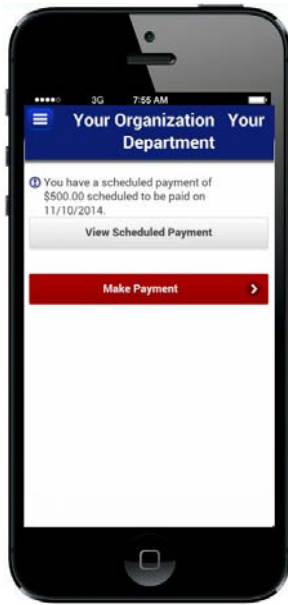 3G 7:55 AM
Your Organization Your
Department
You have a scheduled payment of
$500.00 scheduled to be paid on
11/10/2014.
View Scheduled Payment
Make Payment